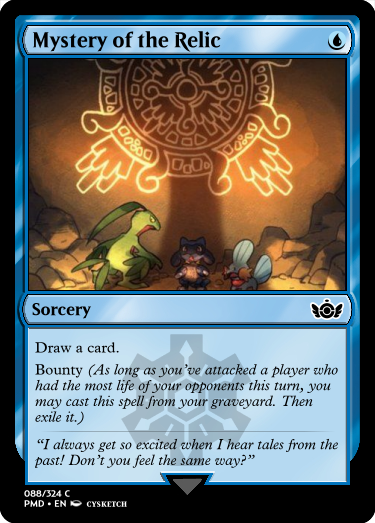 Mystery of the Relic
Sorcery
Draw a card.
Bounty (As long as you've attacked a player who
had the most life of your opponents this turn, you
may cast this spell from your graveyard. Then
exile it.)
"I always get so excited when I hear tales from the
past! Don't you feel the same way?"
088/324 C
PMD • EN CYSKETCH